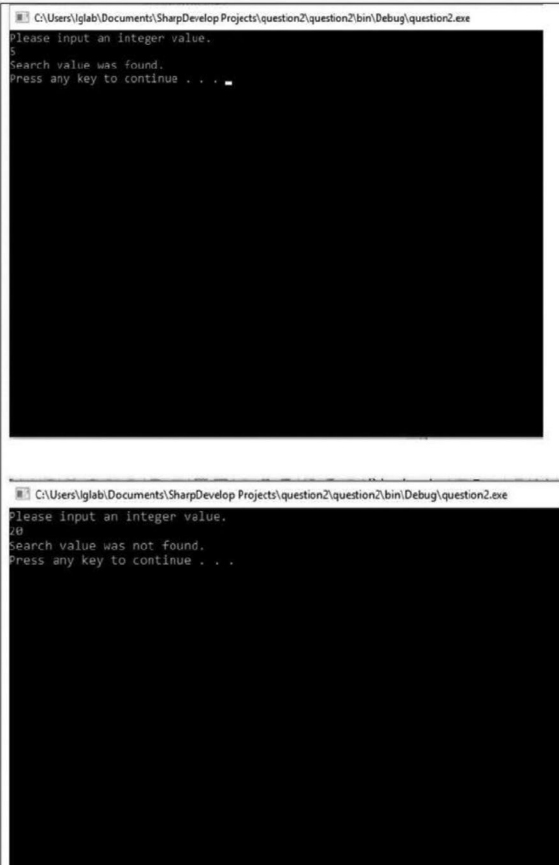 C:\Users\lglab\Documents\SharpDevelop Projects\question2\question2\bin\Debug\question2.exe
Please input an integer value.
5
Search value was found.
Press any key to continue . . .
C:\Users\lglab\Documents\SharpDevelop Projects\question2\question2\bin\Debug\question2.exe
Please input an integer value.
20
Search value was not found.
Press any key to continue . . .